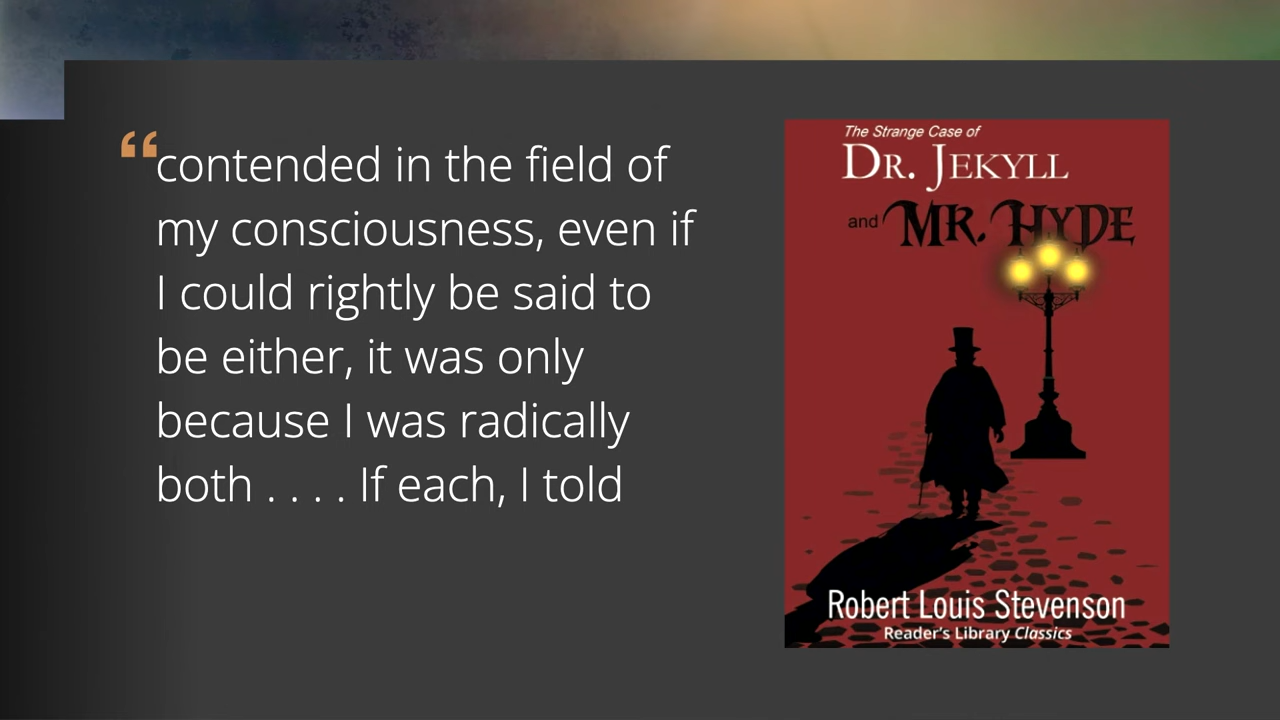 “contended in the field of
my consciousness, even if
I could rightly be said to
be either, it was only
because I was radically
both . . . . If each, I told
The Strange Case of
DR. JEKYLL
and MR. HYDE
Robert Louis Stevenson
Reader's Library Classics